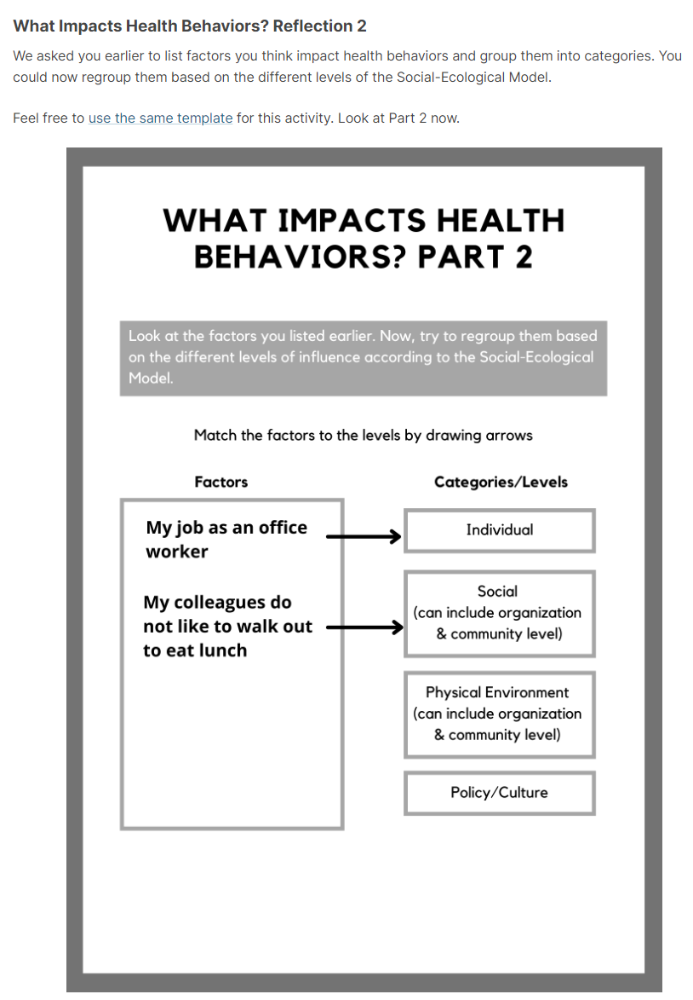 What Impacts Health Behaviors? Reflection 2
We asked you earlier to list factors you think impact health behaviors and group them into categories. You
could now regroup them based on the different levels of the Social-Ecological Model.
Feel free to use the same template for this activity. Look at Part 2 now.
WHAT IMPACTS HEALTH
BEHAVIORS? PART 2
Look at the factors you listed earlier. Now, try to regroup them based
on the different levels of influence according to the Social-Ecological
Model.
Match the factors to the levels by drawing arrows
Factors
Categories/Levels
My job as an office
worker
Individual
My colleagues do
not like to walk out
to eat lunch
Social
(can include organization
& community level)
Physical Environment
(can include organization
& community level)
Policy/Culture